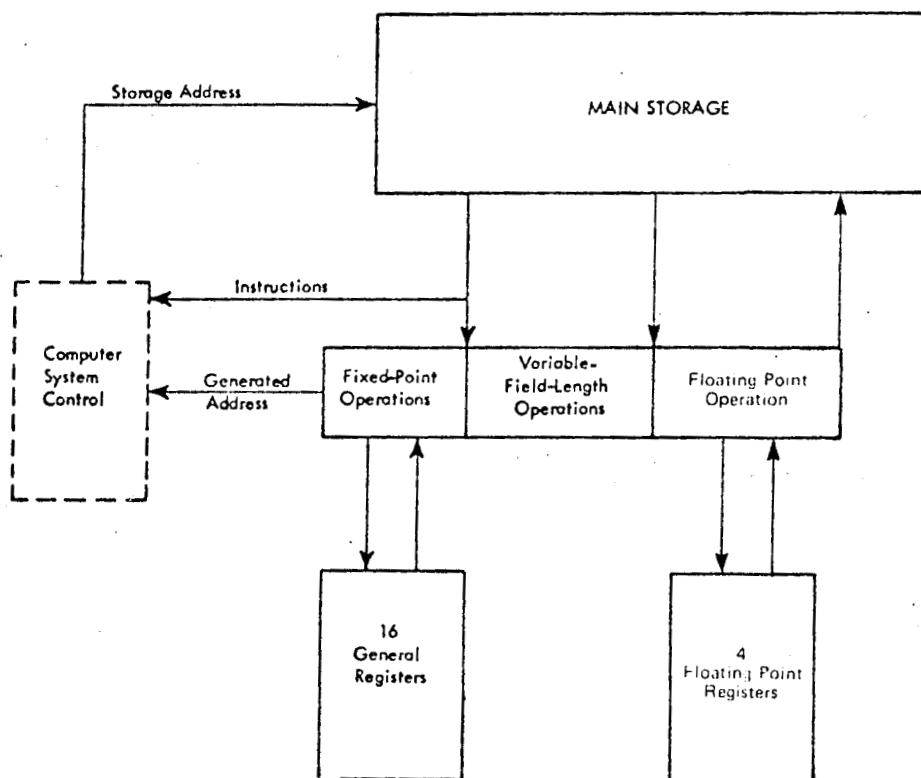 MAIN STORAGE
Storage Address
Instructions
Computer
System
Control
Generated
Address
Fixed-Point
Operations
Variable-
Field-Length
Operations
Floating Point
Operation
16
General
Registers
4
Floating Point
Registers